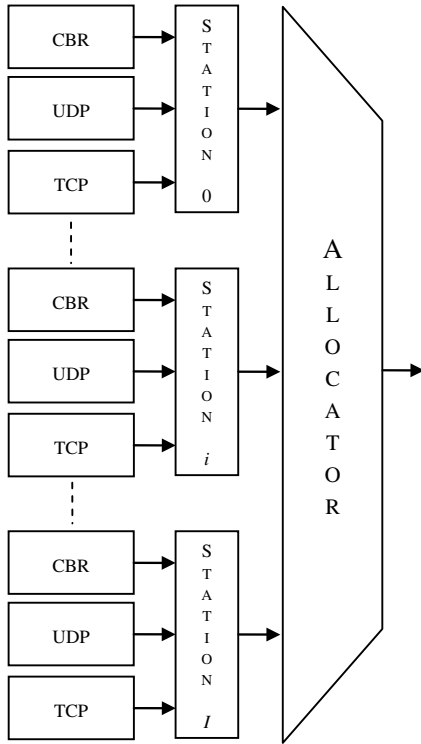 CBR
UDP
TCP
STATION 0
CBR
UDP
TCP
STATION i
CBR
UDP
TCP
STATION I
ALLOCATOR